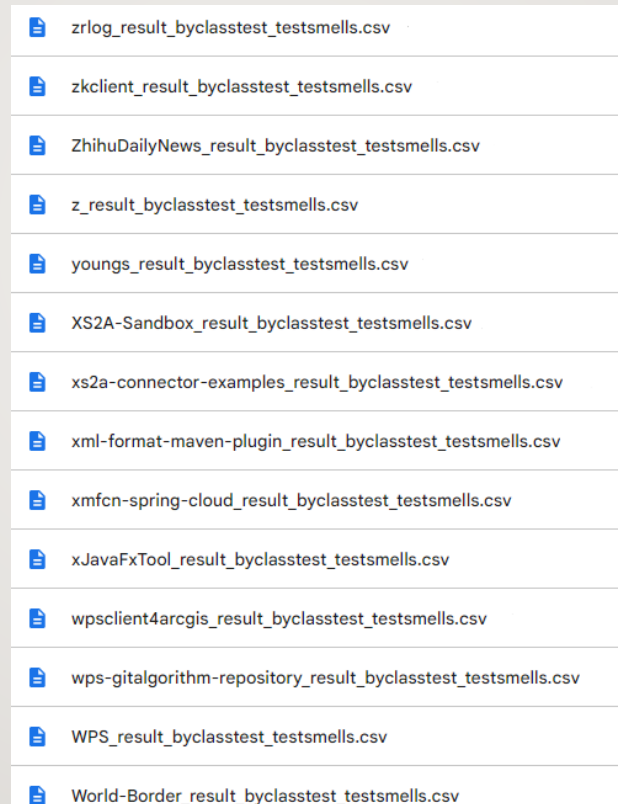 zrlog_result_byclasstest_testsmells.csv
zkclient_result_byclasstest_testsmells.csv
ZhihuDailyNews_result_byclasstest_testsmells.csv
z_result_byclasstest_testsmells.csv
youngs_result_byclasstest_testsmells.csv
XS2A-Sandbox_result_byclasstest_testsmells.csv
xs2a-connector-examples_result_byclasstest_testsmells.csv
xml-format-maven-plugin_result_byclasstest_testsmells.csv
xmfcn-spring-cloud_result_byclasstest_testsmells.csv
xJavaFxTool_result_byclasstest_testsmells.csv
wpsclient4arcgis_result_byclasstest_testsmells.csv
wps-gitalgorithm-repository_result_byclasstest_testsmells.csv
WPS_result_byclasstest_testsmells.csv
World-Border_result_byclasstest_testsmells.csv